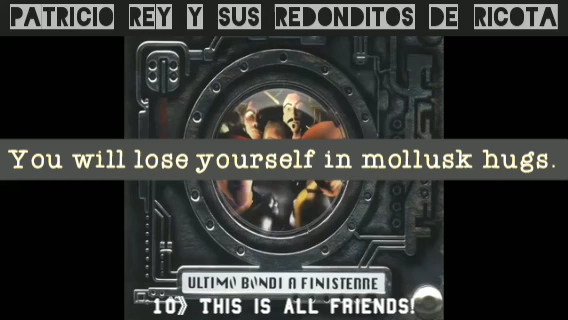 PATRICIO REY Y SUS REDONDITOS DE RICOTA
You will lose yourself in mollusk hugs.
ULTIMO BONDI A FINISTERRE
10》 THIS IS ALL FRIENDS!